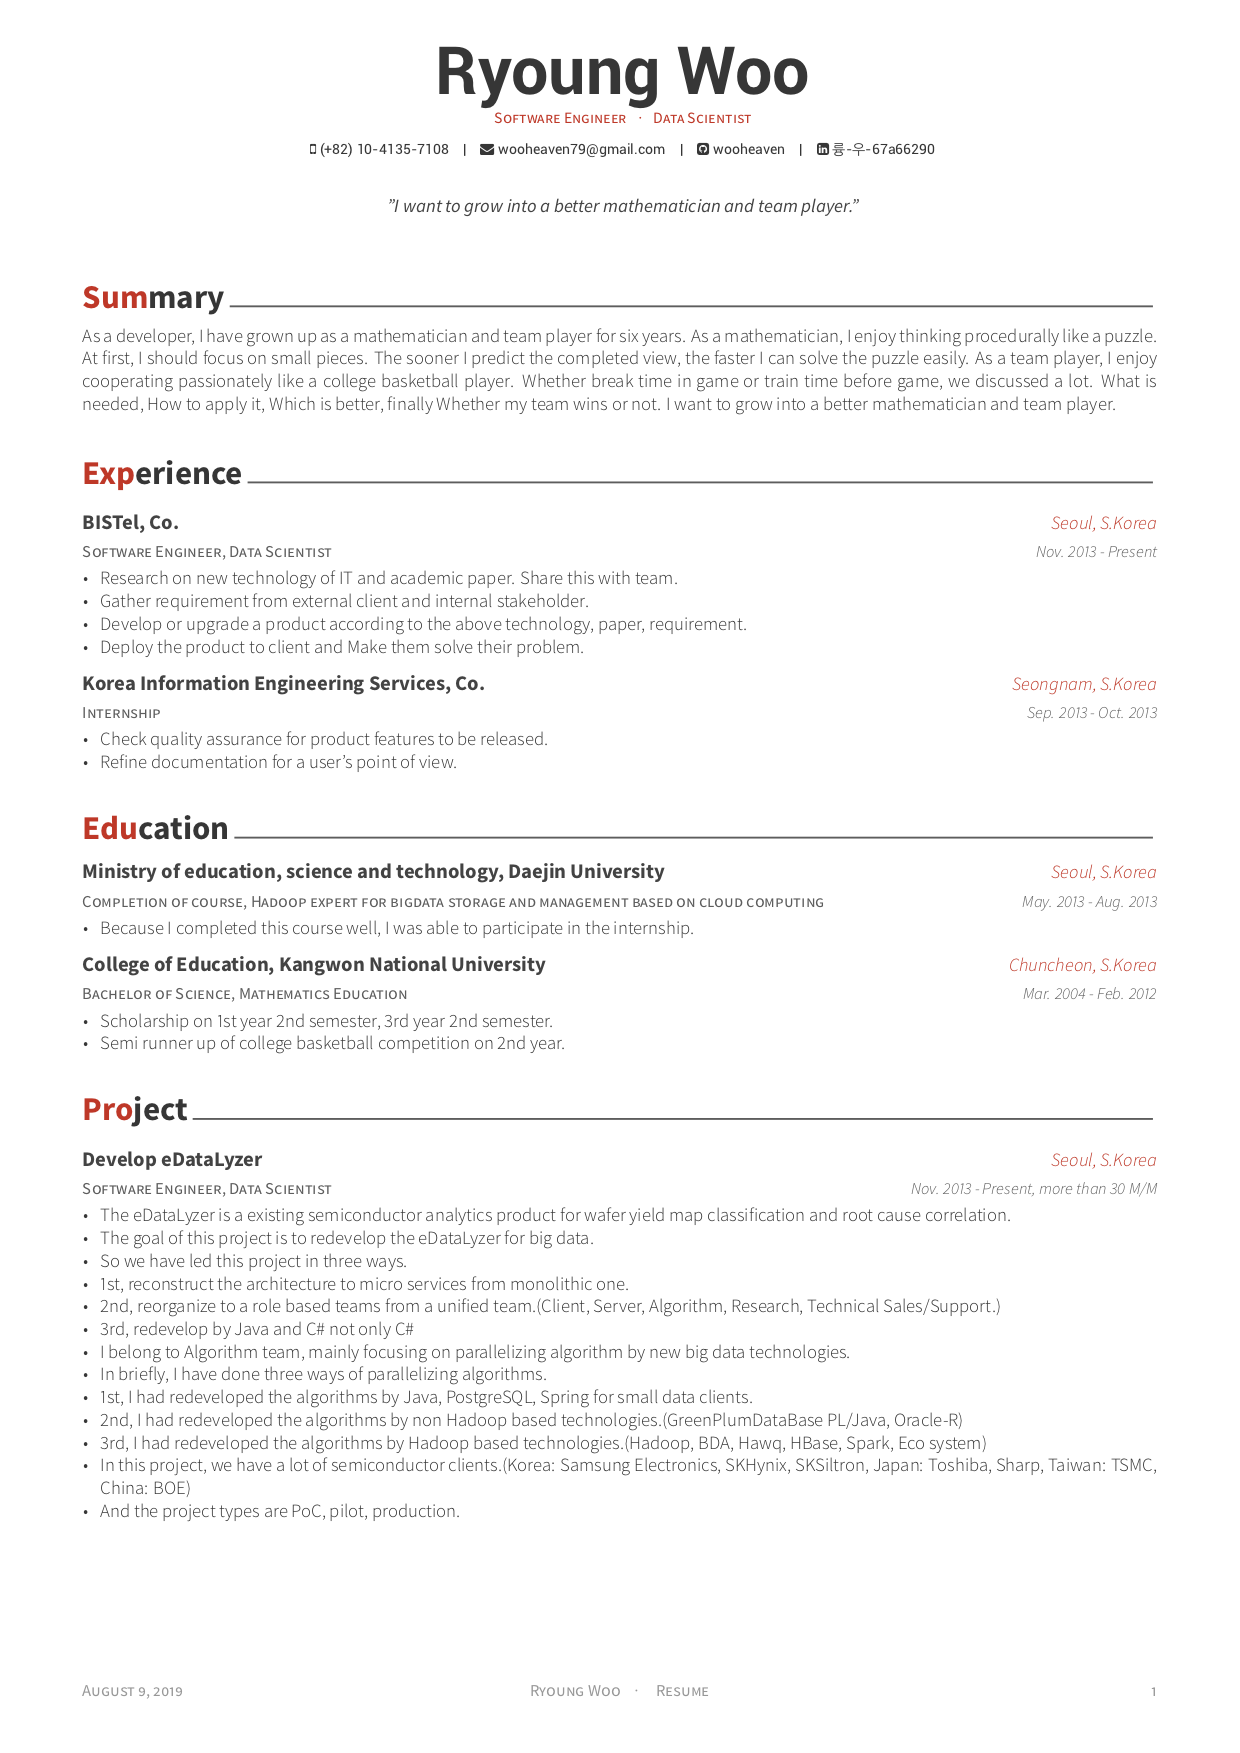 Ryoung Woo
Software Engineer · Data Scientist
(+82) 10-4135-7108 | wooheaven79@gmail.com | wooheaven | 륭-우-67a66290
”I want to grow into a better mathematician and team player.”
Summary
As a developer, I have grown up as a mathematician and team player for six years. As a mathematician, I enjoy thinking procedurally like a puzzle.
At first, I should focus on small pieces. The sooner I predict the completed view, the faster I can solve the puzzle easily. As a team player, I enjoy
cooperating passionately like a college basketball player. Whether break time in game or train time before game, we discussed a lot. What is
needed, How to apply it, Which is better, finally Whether my team wins or not. I want to grow into a better mathematician and team player.
Experience
BISTel, Co. Seoul, S.Korea
Software Engineer, Data Scientist Nov. 2013 - Present
• Research on new technology of IT and academic paper. Share this with team.
• Gather requirement from external client and internal stakeholder.
• Develop or upgrade a product according to the above technology, paper, requirement.
• Deploy the product to client and Make them solve their problem.
Korea Information Engineering Services, Co. Seongnam, S.Korea
Internship Sep. 2013 - Oct. 2013
• Check quality assurance for product features to be released.
• Refine documentation for a user’s point of view.
Education
Ministry of education, science and technology, Daejin University Seoul, S.Korea
Completion of course, Hadoop expert for bigdata storage and management based on cloud computing May. 2013 - Aug. 2013
• Because I completed this course well, I was able to participate in the internship.
College of Education, Kangwon National University Chuncheon, S.Korea
Bachelor of Science, Mathematics Education Mar. 2004 - Feb. 2012
• Scholarship on 1st year 2nd semester, 3rd year 2nd semester.
• Semi runner up of college basketball competition on 2nd year.
Project
Develop eDataLyzer Seoul, S.Korea
Software Engineer, Data Scientist Nov. 2013 - Present, more than 30 M/M
• The eDataLyzer is a existing semiconductor analytics product for wafer yield map classification and root cause correlation.
• The goal of this project is to redevelop the eDataLyzer for big data.
• So we have led this project in three ways.
• 1st, reconstruct the architecture to micro services from monolithic one.
• 2nd, reorganize to a role based teams from a unified team.(Client, Server, Algorithm, Research, Technical Sales/Support.)
• 3rd, redevelop by Java and C# not only C#
• I belong to Algorithm team, mainly focusing on parallelizing algorithm by new big data technologies.
• In briefly, I have done three ways of parallelizing algorithms.
• 1st, I had redeveloped the algorithms by Java, PostgreSQL, Spring for small data clients.
• 2nd, I had redeveloped the algorithms by non Hadoop based technologies.(GreenPlumDataBase PL/Java, Oracle-R)
• 3rd, I had redeveloped the algorithms by Hadoop based technologies.(Hadoop, BDA, Hawq, HBase, Spark, Eco system)
• In this project, we have a lot of semiconductor clients.(Korea: Samsung Electronics, SKHynix, SKSiltron, Japan: Toshiba, Sharp, Taiwan: TSMC,
China: BOE)
• And the project types are PoC, pilot, production.
August 9, 2019 Ryoung Woo · Resume 1